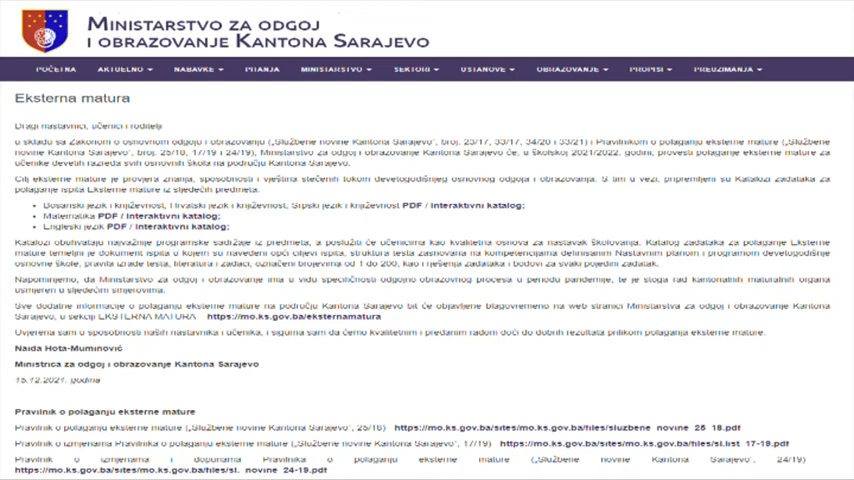 MINISTARSTVO ZA ODGOJ
I OBRAZOVANJE KANTONA SARAJEVO
POČETNA AKTUELNO NABAVKE PITANJA MINISTARSTVO SEKTORI USTANOVE OBRAZOVANJE PROPISI PREUZIMANJA
Eksterna matura
Dragi nastavnici, učenici i roditelji
u skladu sa Zakonom o osnovnom odgoju i obrazovanju („Službene novine Kantona Sarajevo", broj: 23/17, 33/17, 34/20 i 33/21) i Pravilnikom o polaganju eksterne mature („Službene
novine Kantona Sarajevo", broj: 25/18, 17/19 i 24/19), Ministarstvo za odgoj i obrazovanje Kantona Sarajevo će, u školskoj 2021/2022. godini, provesti polaganje eksterne mature za
učenike devetih razreda svih osnovnih škola na području Kantona Sarajevo.
Cilj eksterne mature je provjera znanja, sposobnosti i vještina stečenih tokom devetogodišnjeg osnovnog odgoja i obrazovanja. S tim u vezi, pripremljeni su Katalozi zadataka za
polaganje ispita Eksterne mature iz sljedećih predmeta:
• Bosanski jezik i književnost, Hrvatski jezik i književnost, Srpski jezik i književnost PDF / Interaktivni katalog;
• Matematika PDF / Interaktivni katalog;
• Engleski jezik PDF / Interaktivni katalog;
Katalozi obuhvataju najvažnije programske sadržaje iz predmeta, a poslužiti će učenicima kao kvalitetna osnova za nastavak školovanja. Katalog zadataka za polaganje Eksterne
mature temeljni je dokument ispita u kojem su navedeni opći ciljevi ispita, struktura testa zasnovana na kompetencijama definisanim Nastavnim planom i programom devetogodišnje
osnovne škole, pravila izrade testa, literatura i zadaci, označeni brojevima od 1 do 200, kao i rješenja zadataka i bodovi za svaki pojedini zadatak.
Napominjemo, da Ministarstvo za odgoj i obrazovanje ima u vidu specifičnosti odgojno obrazovnog procesa u periodu pandemije, te je stoga rad kantonalnih maturalnih organa
usmjeren u sljedećim smjerovima.
Sve dodatne informacije o polaganju eksterne mature na području Kantona Sarajevo bit će objavljene blagovremeno na web stranici Ministarstva za odgoj i obrazovanje Kantona
Sarajevo, u sekciji EKSTERNA MATURA https://mo.ks.gov.ba/eksternamatura
Uvjerena sam u sposobnosti naših nastavnika i učenika, i sigurna sam da ćemo kvalitetnim i predanim radom doći do dobrih rezultata prilikom polaganja eksterne mature.
Naida Hota-Muminović
Ministrica za odgoj i obrazovanje Kantona Sarajevo
15.12.2021. godina
Pravilnik o polaganju eksterne mature
Pravilnik o polaganju eksterne mature („Službene novine Kantona Sarajevo", 25/18) https://mo.ks.gov.ba/sites/mo.ks.gov.ba/files/sluzbene_novine_25_18.pdf
Pravilnik o izmjenama Pravilnika o polaganju eksterne mature („Službene novine Kantona Sarajevo", 17/19) https://mo.ks.gov.ba/sites/mo.ks.gov.ba/files/sl.list_17-19.pdf
Pravilnik o izmjenama i dopunama Pravilnika o polaganju eksterne mature („Službene novine Kantona Sarajevo", 24/19)
https://mo.ks.gov.ba/sites/mo.ks.gov.ba/files/sl._novine_24-19.pdf